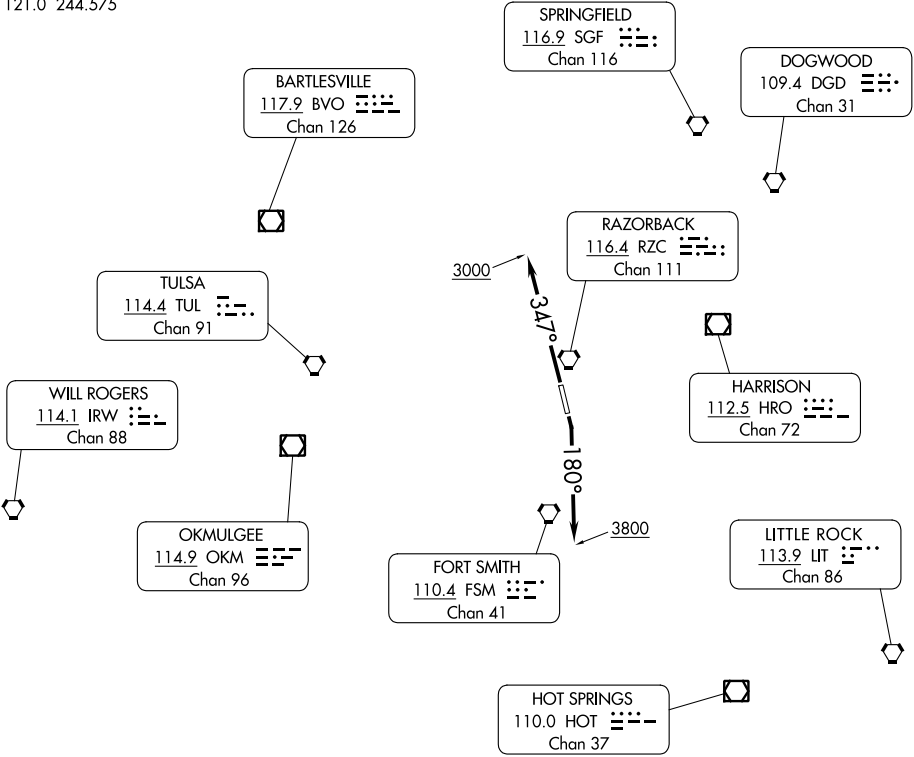 121.0 244.575
SPRINGFIELD
116.9 SGF
Chan 116
DOGWOOD
109.4 DGD
Chan 31
BARTLESVILLE
117.9 BVO
Chan 126
RAZORBACK
116.4 RZC
Chan 111
3000
TULSA
114.4 TUL
Chan 91
347°
WILL ROGERS
114.1 IRW
Chan 88
HARRISON
112.5 HRO
Chan 72
180°
OKMULGEE
114.9 OKM
Chan 96
3800
FORT SMITH
110.4 FSM
Chan 41
LITTLE ROCK
113.9 LIT
Chan 86
HOT SPRINGS
110.0 HOT
Chan 37